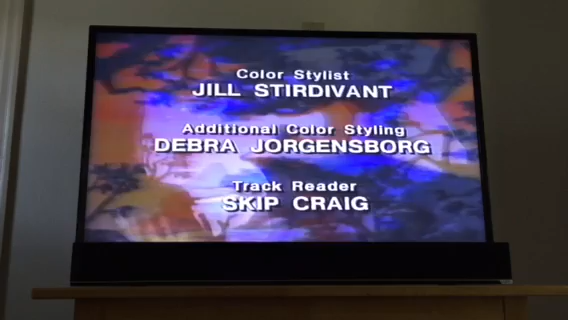 Color Stylist
JILL STIRDIVANT
Additional Color Styling
DEBRA JORGENSBORG
Track Reader
SKIP CRAIG